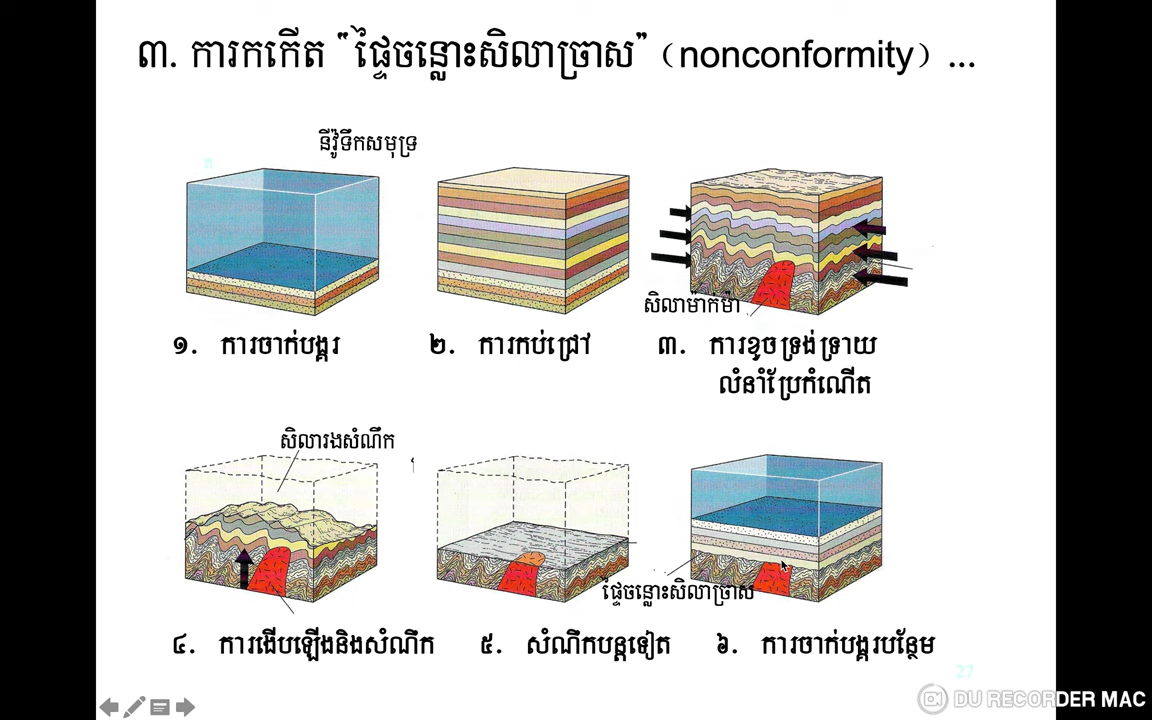 ៣. ការកកើត “ផ្ទៃចន្លោះសិលាច្រាស” (nonconformity) ...
នីវ៉ូទឹកសមុទ្រ
សិលាម៉ាកម៉ា
១. ការចាក់បង្គរ
២. ការកប់ជ្រៅ
៣. ការខូចទ្រង់ទ្រាយ
លំនាំប្រែកំណើត
សិលារងសំណឹក
ផ្ទៃចន្លោះសិលាច្រាស
៤. ការងើបឡើងនិងសំណឹក
៥. សំណឹកបន្តទៀត
៦. ការចាក់បង្គរបន្ថែម
27
DU RECORDER MAC